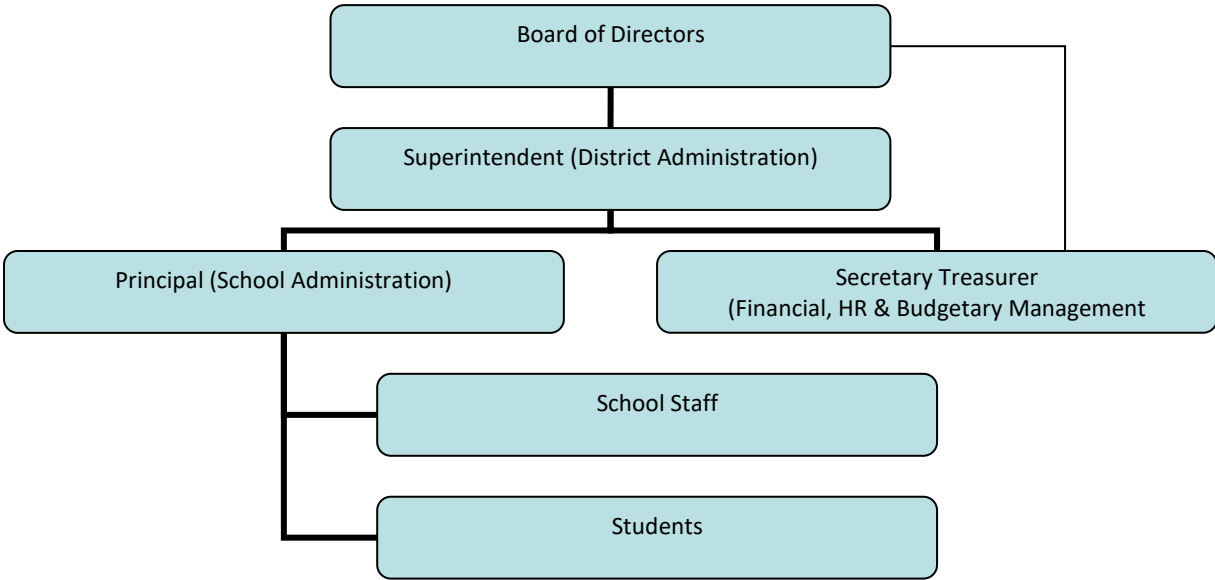 Board of Directors
Superintendent (District Administration)
Principal (School Administration)
Secretary Treasurer
(Financial, HR & Budgetary Management
School Staff
Students